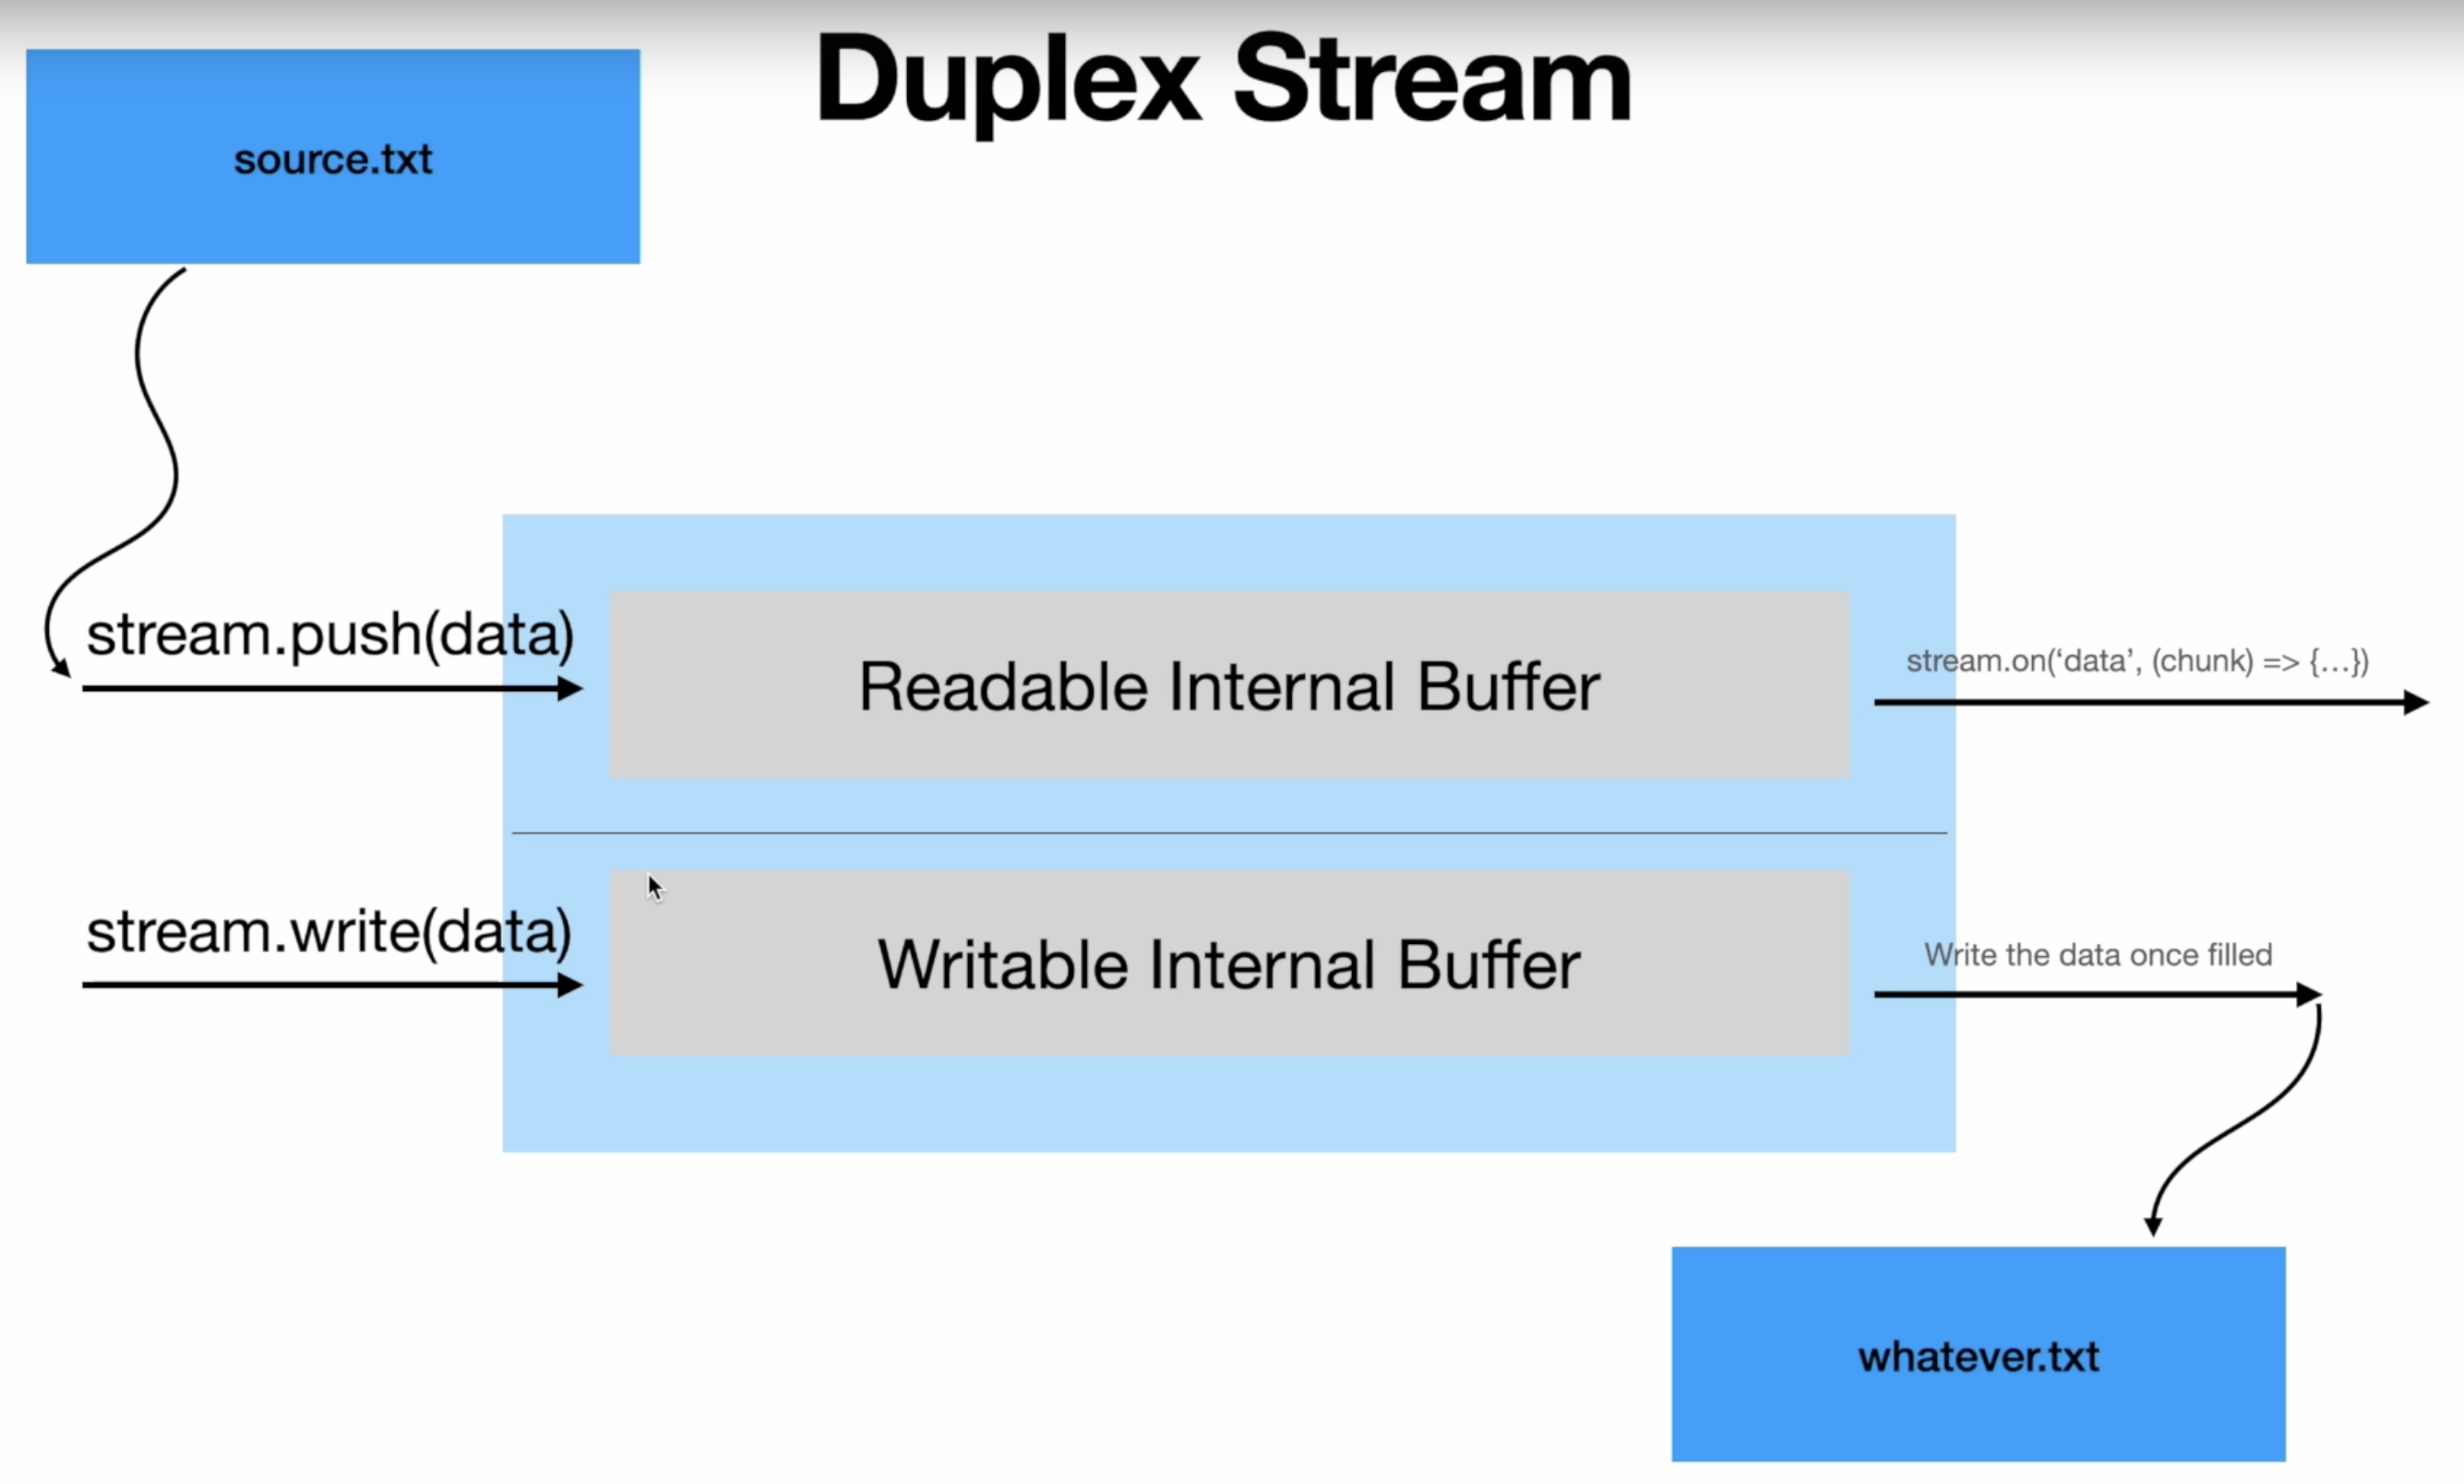 Duplex Stream
source.txt
stream.push(data)
Readable Internal Buffer
stream.on(‘data’, (chunk) => {…})
stream.write(data)
Writable Internal Buffer
Write the data once filled
whatever.txt